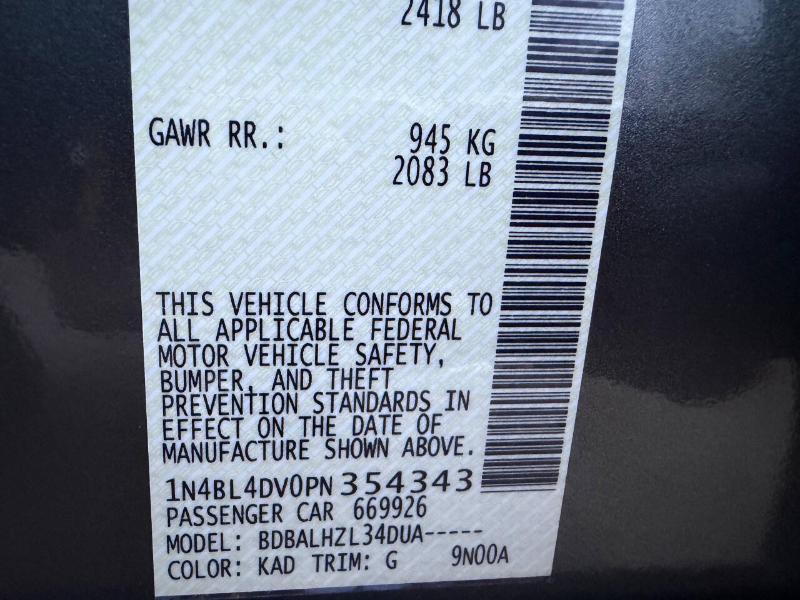 2418 LB
GAWR RR.: 945 KG
2083 LB
THIS VEHICLE CONFORMS TO
ALL APPLICABLE FEDERAL
MOTOR VEHICLE SAFETY,
BUMPER, AND THEFT
PREVENTION STANDARDS IN
EFFECT ON THE DATE OF
MANUFACTURE SHOWN ABOVE.
1N4BL4DV0PN354343
PASSENGER CAR 669926
MODEL: BDBALHZL34DUA-----
COLOR: KAD TRIM: G 9N00A